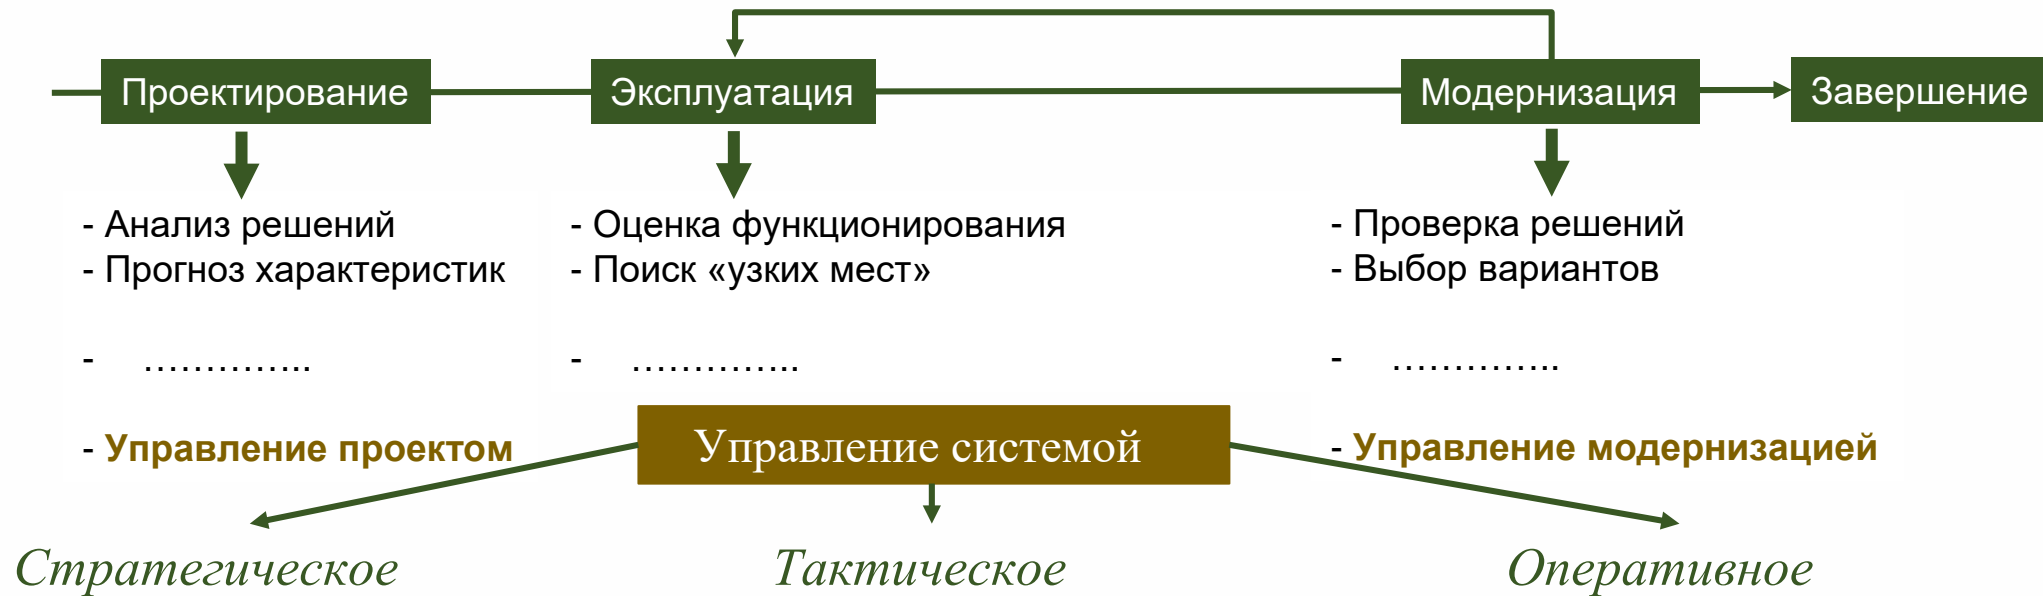 Проектирование
Эксплуатация
Модернизация
Завершение
- Анализ решений
- Прогноз характеристик
- …………..
- Управление проектом
- Оценка функционирования
- Поиск «узких мест»
- …………..
Управление системой
- Проверка решений
- Выбор вариантов
- …………..
- Управление модернизацией
Стратегическое
Тактическое
Оперативное